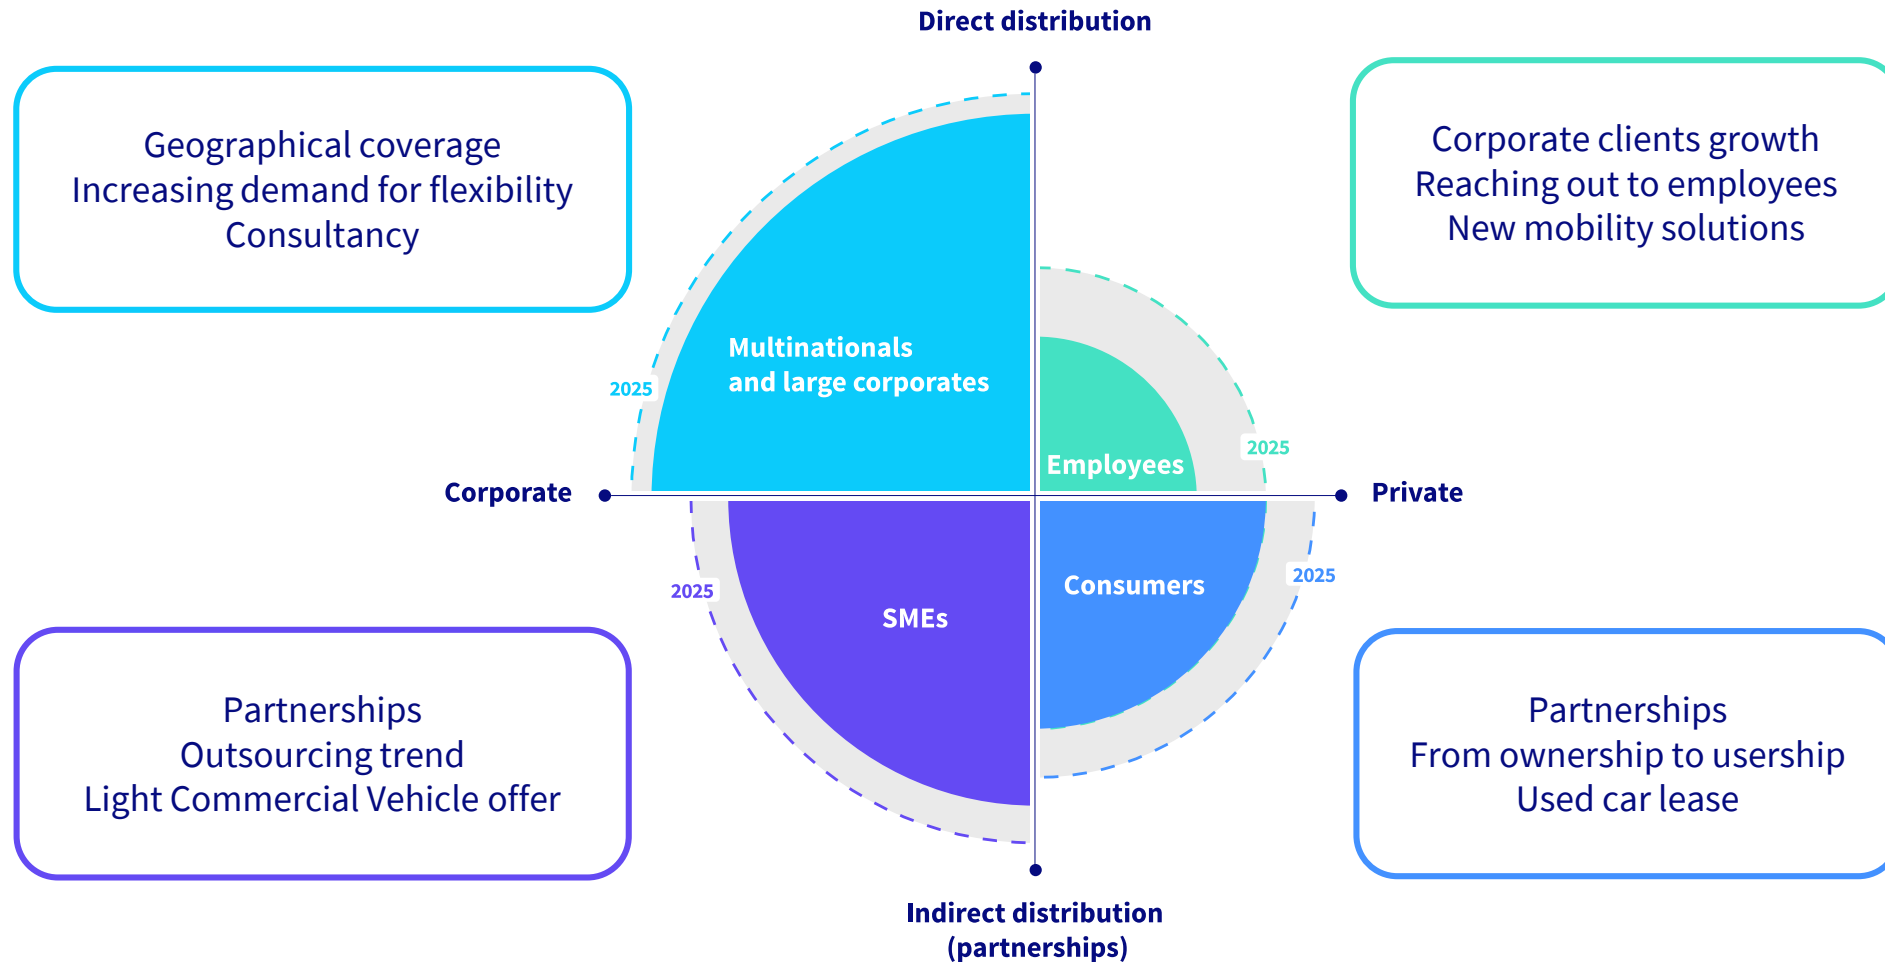 Direct distribution
Geographical coverage
Increasing demand for flexibility
Consultancy
Corporate clients growth
Reaching out to employees
New mobility solutions
Multinationals
and large corporates
2025
Employees
2025
Corporate
Private
SMEs
2025
Consumers
2025
Partnerships
Outsourcing trend
Light Commercial Vehicle offer
Partnerships
From ownership to usership
Used car lease
Indirect distribution
(partnerships)